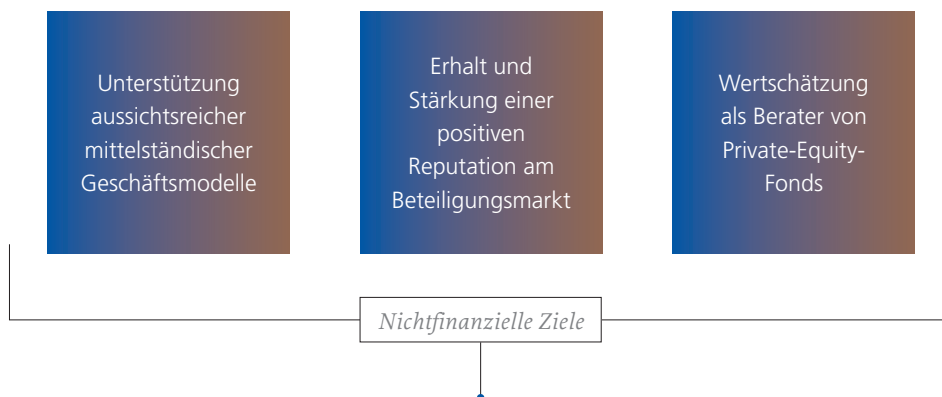 Unterstützung
aussichtsreicher
mittelständischer
Geschäftsmodelle
Erhalt und
Stärkung einer
positiven
Reputation am
Beteiligungsmarkt
Wertschätzung
als Berater von
Private-Equity-
Fonds
Nichtfinanzielle Ziele